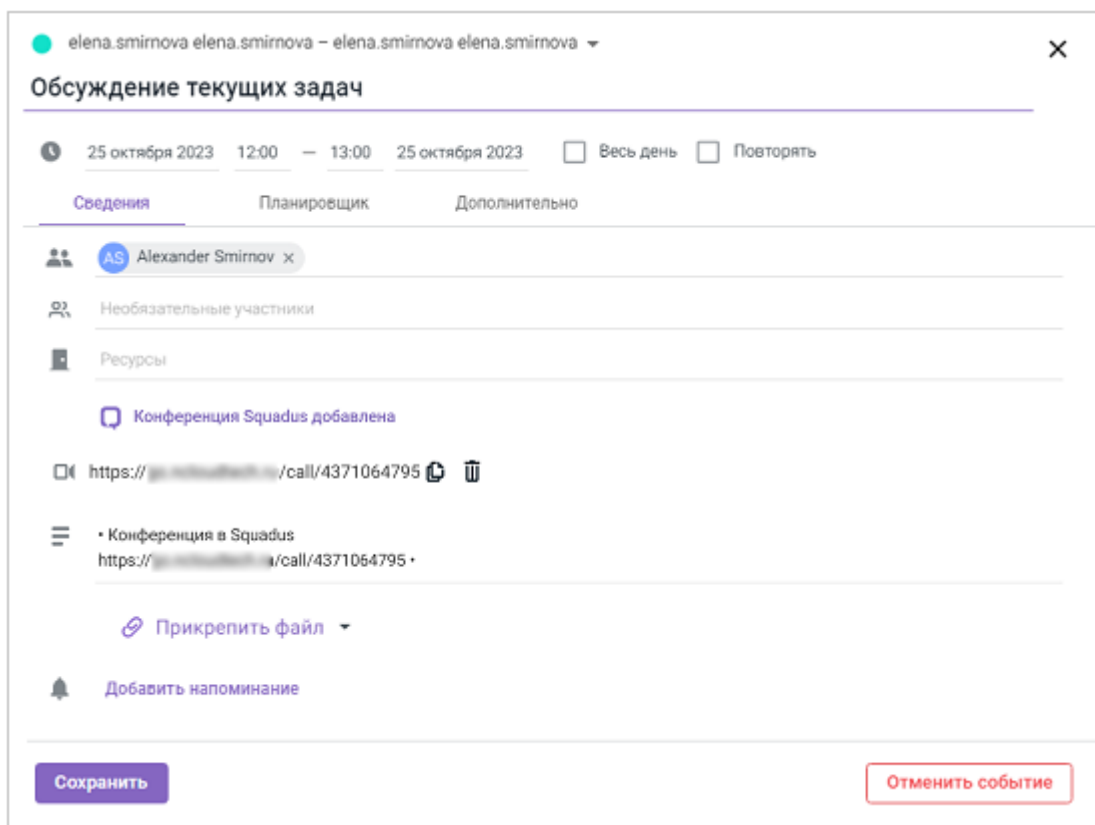 elena.smirnova elena.smirnova – elena.smirnova elena.smirnova
Обсуждение текущих задач
25 октября 2023 12:00 — 13:00 25 октября 2023 Весь день Повторять
Сведения Планировщик Дополнительно
AS Alexander Smirnov ×
Необязательные участники
Ресурсы
Конференция Squadus добавлена
https:// /call/4371064795
• Конференция в Squadus
https:// /call/4371064795 •
Прикрепить файл
Добавить напоминание
Сохранить Отменить событие